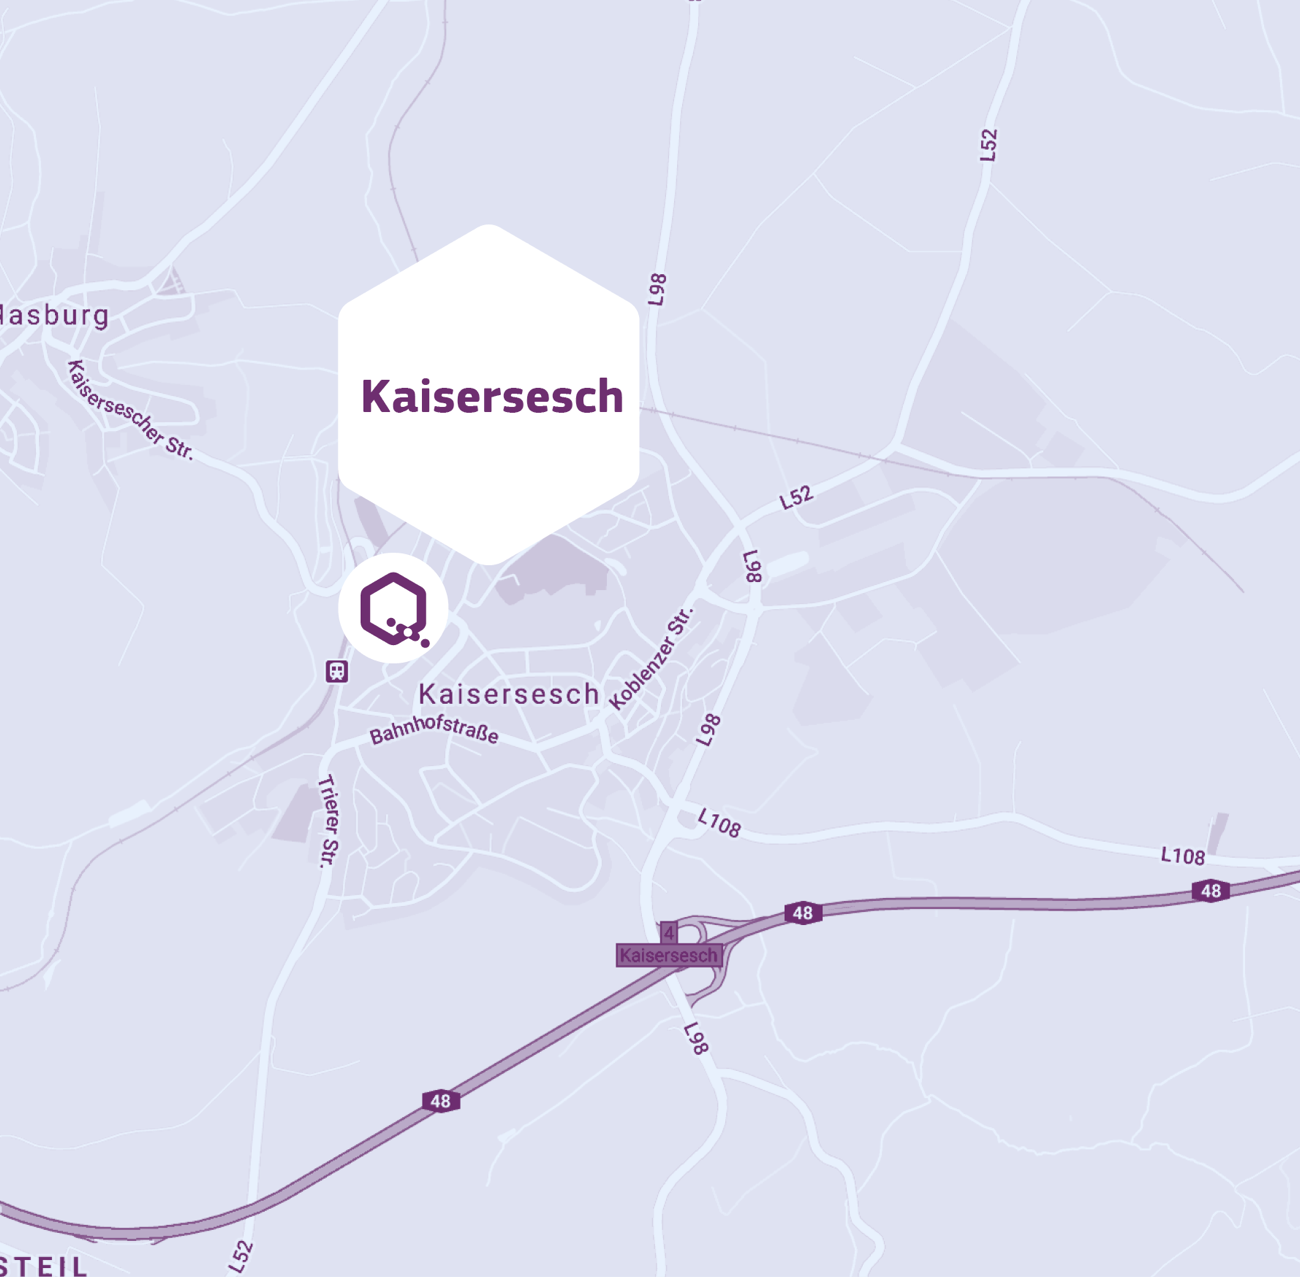 L52
L98
asburg
Kaisersescher Str.
Kaisersesch
L52
L98
Koblenzer Str.
Kaisersesch
Bahnhofstraße
L98
Trierer Str.
L108
L108
48
48
4
Kaisersesch
L98
48
L52
STEIL